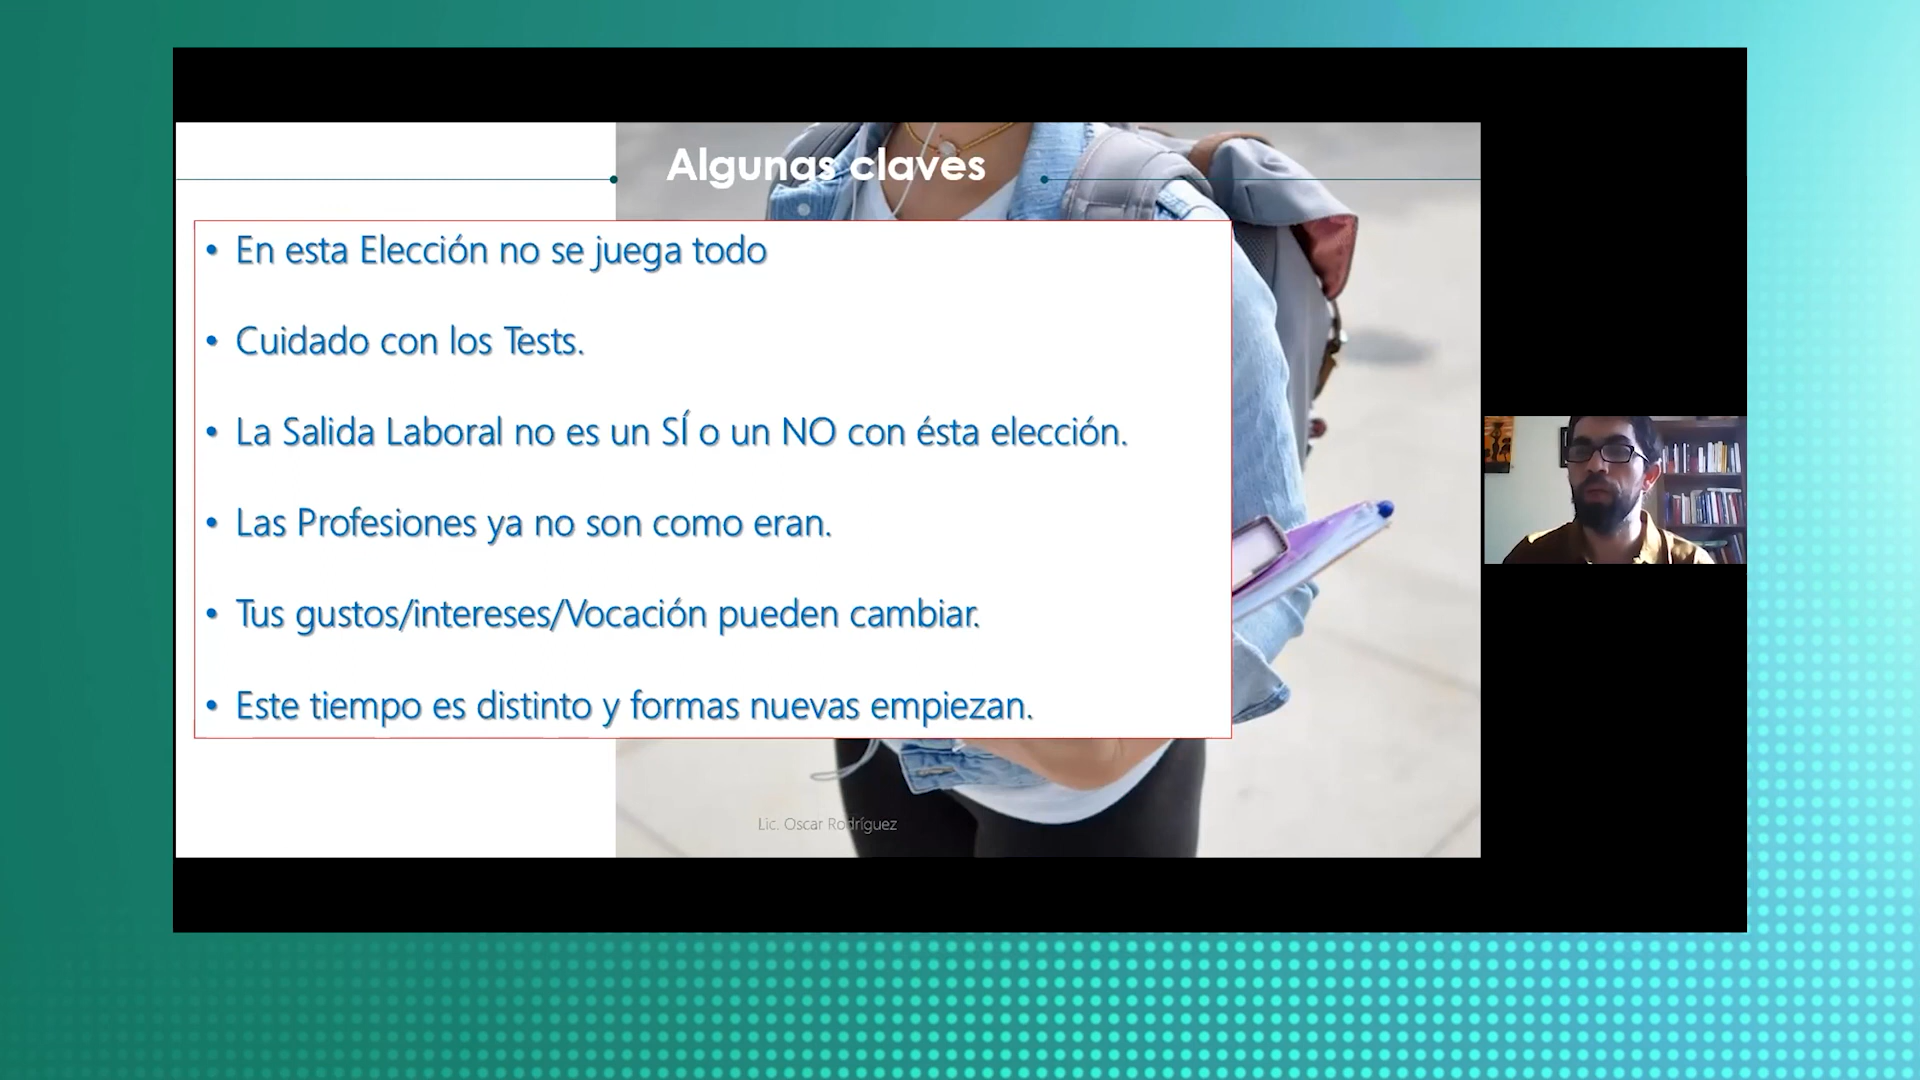 Algunas claves
• En esta Elección no se juega todo
• Cuidado con los Tests.
• La Salida Laboral no es un SÍ o un NO con ésta elección.
• Las Profesiones ya no son como eran.
• Tus gustos/intereses/Vocación pueden cambiar.
• Este tiempo es distinto y formas nuevas empiezan.
Lic. Oscar Rodríguez